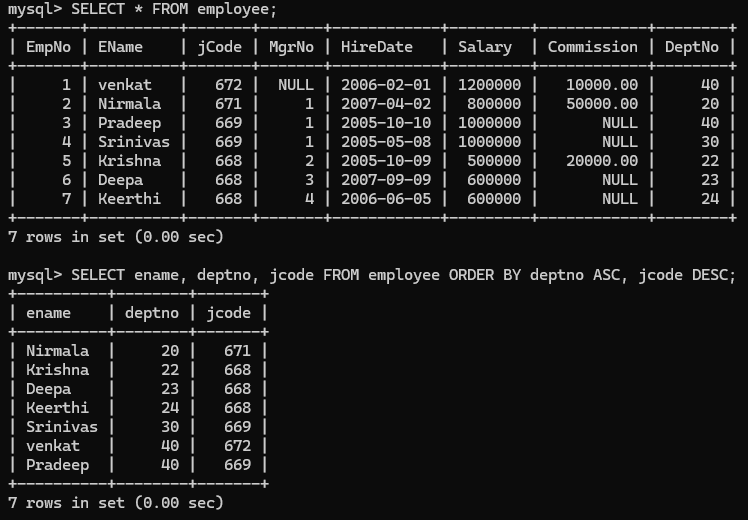 mysql> SELECT * FROM employee;
+-------+----------+-------+-------+------------+---------+------------+--------+
| EmpNo | EName    | jCode | MgrNo | HireDate   | Salary  | Commission | DeptNo |
+-------+----------+-------+-------+------------+---------+------------+--------+
|     1 | venkat   |   672 |  NULL | 2006-02-01 | 1200000 |   10000.00 |     40 |
|     2 | Nirmala  |   671 |     1 | 2007-04-02 |  800000 |   50000.00 |     20 |
|     3 | Pradeep  |   669 |     1 | 2005-10-10 | 1000000 |       NULL |     40 |
|     4 | Srinivas |   669 |     1 | 2005-05-08 | 1000000 |       NULL |     30 |
|     5 | Krishna  |   668 |     2 | 2005-10-09 |  500000 |   20000.00 |     22 |
|     6 | Deepa    |   668 |     3 | 2007-09-09 |  600000 |       NULL |     23 |
|     7 | Keerthi  |   668 |     4 | 2006-06-05 |  600000 |       NULL |     24 |
+-------+----------+-------+-------+------------+---------+------------+--------+
7 rows in set (0.00 sec)

mysql> SELECT ename, deptno, jcode FROM employee ORDER BY deptno ASC, jcode DESC;
+----------+--------+-------+
| ename    | deptno | jcode |
+----------+--------+-------+
| Nirmala  |     20 |   671 |
| Krishna  |     22 |   668 |
| Deepa    |     23 |   668 |
| Keerthi  |     24 |   668 |
| Srinivas |     30 |   669 |
| venkat   |     40 |   672 |
| Pradeep  |     40 |   669 |
+----------+--------+-------+
7 rows in set (0.00 sec)